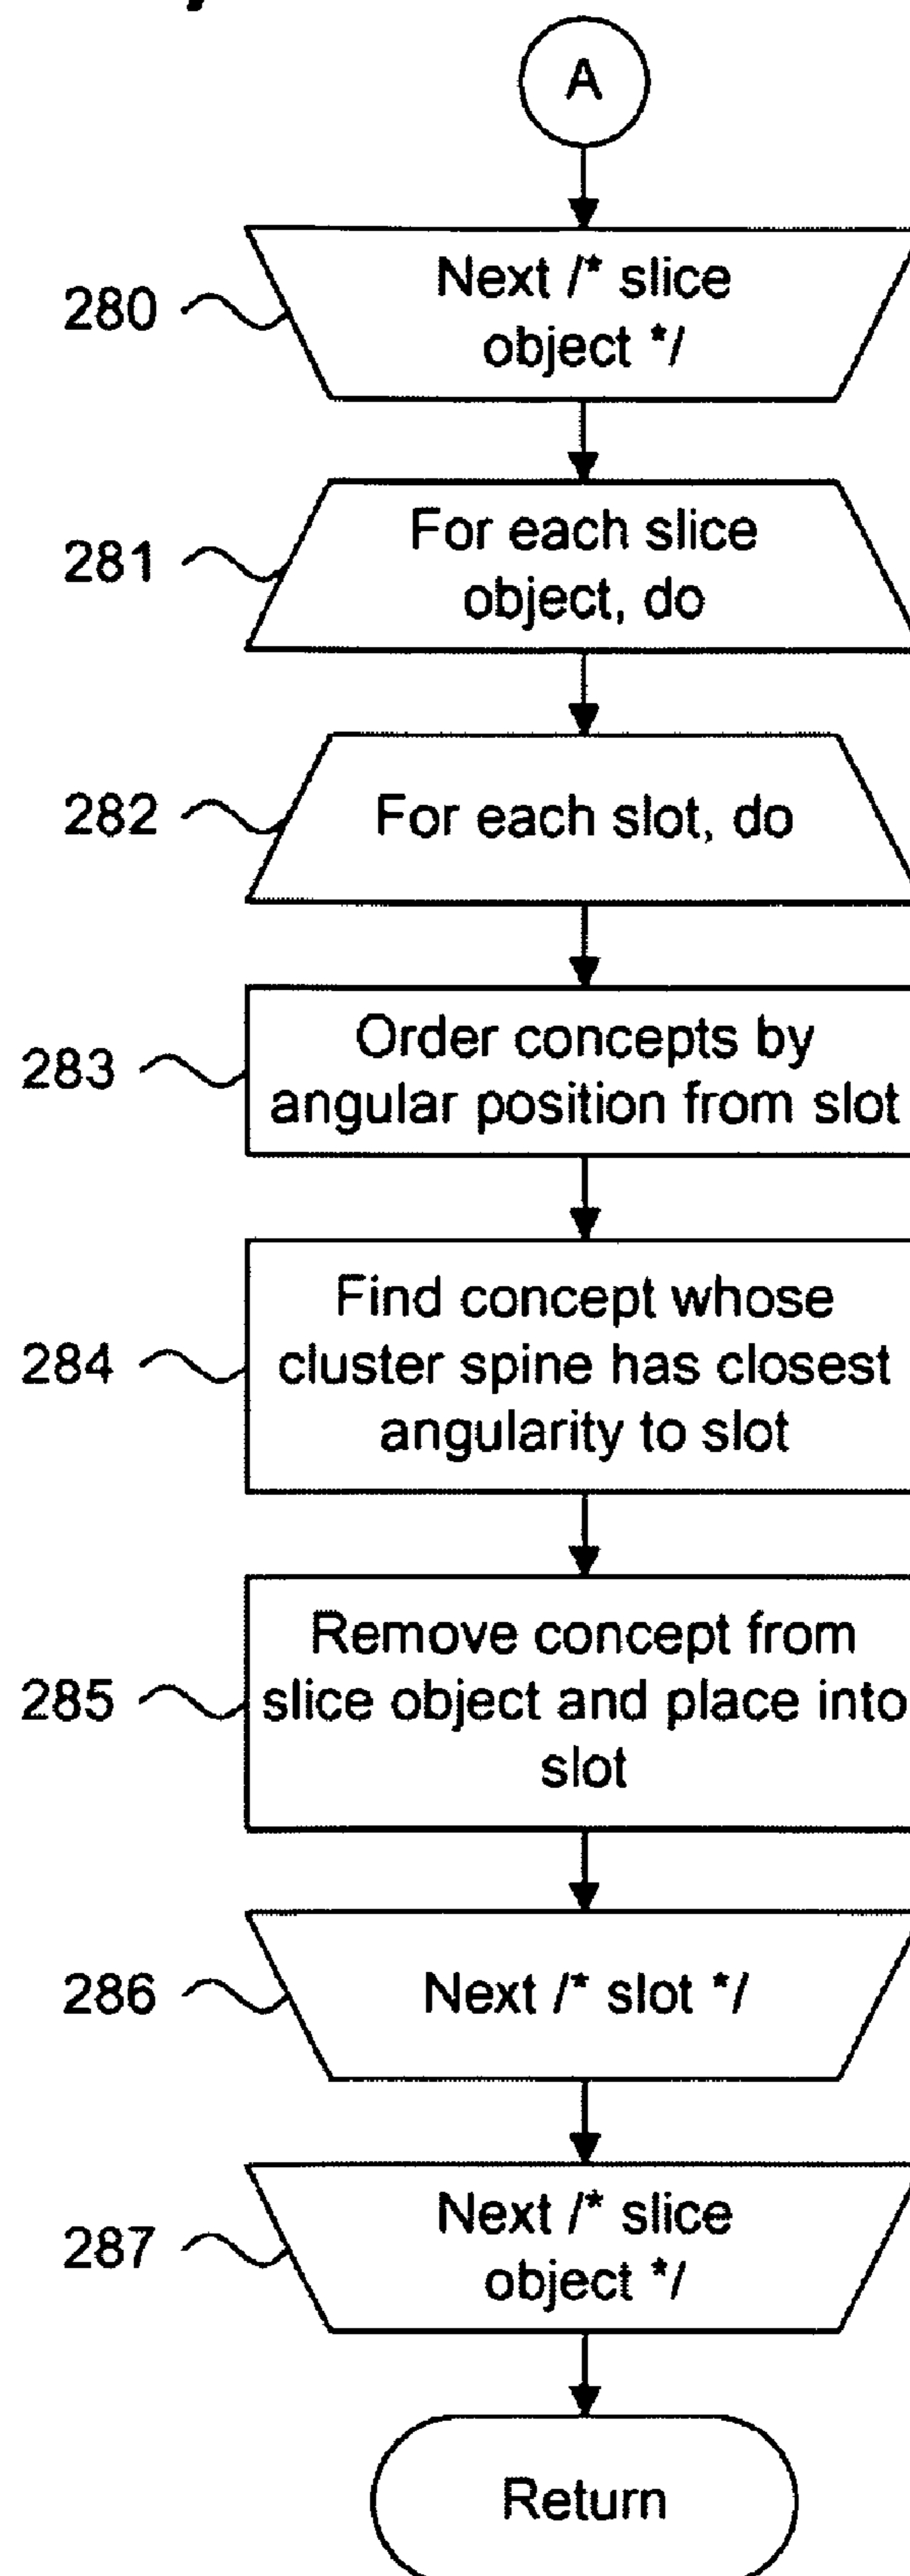 A
280
Next /* slice
object */
281
For each slice
object, do
282
For each slot, do
283
Order concepts by
angular position from slot
284
Find concept whose
cluster spine has closest
angularity to slot
285
Remove concept from
slice object and place into
slot
286
Next /* slot */
287
Next /* slice
object */
Return